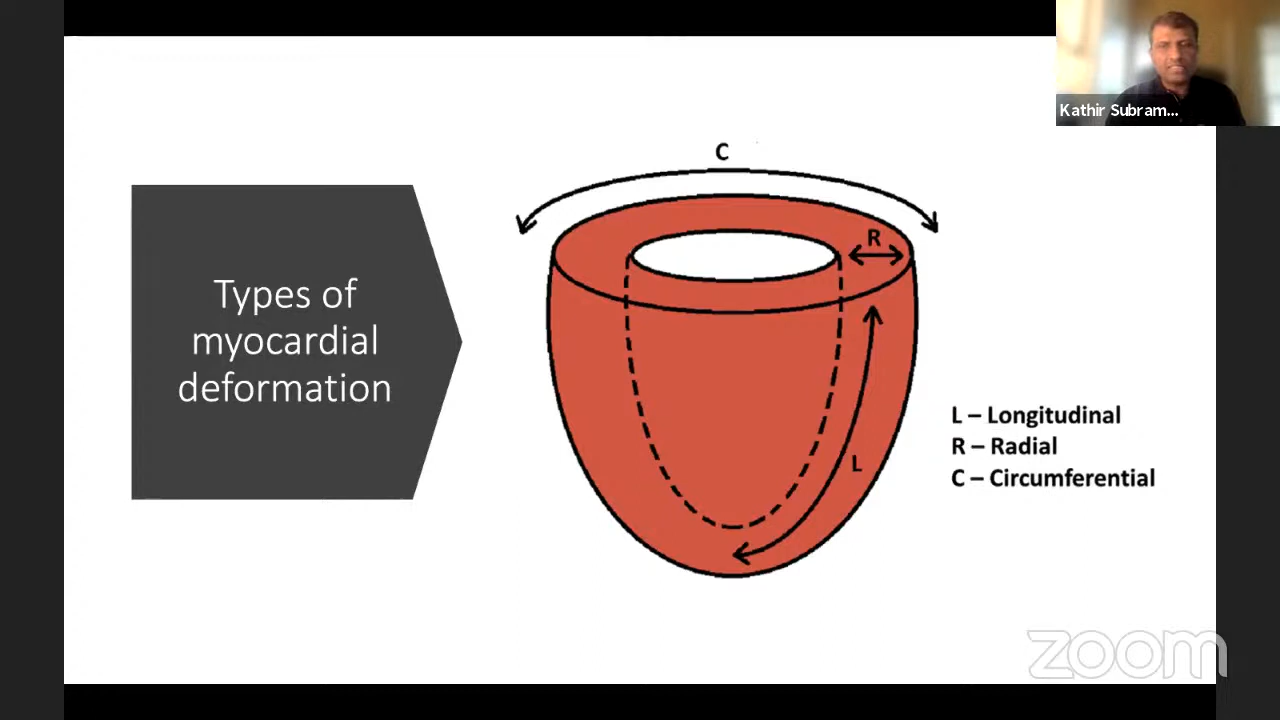 Kathir Subram...
C
R
Types of
myocardial
deformation
L – Longitudinal
R – Radial
L
C – Circumferential
zoom